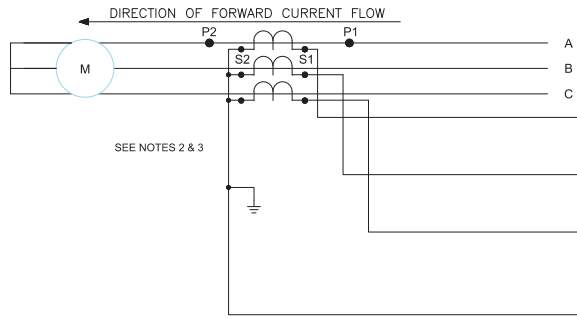 DIRECTION OF FORWARD CURRENT FLOW
P2
P1
A
S2
S1
M
B
C
SEE NOTES 2 & 3